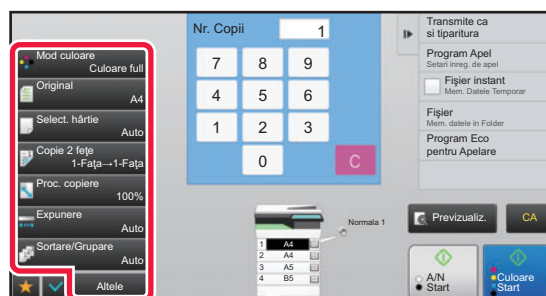 Mod culoare
Culoare full
Original
A4
Select. hârtie
Auto
Copie 2 feţe
1-Faţa→1-Faţa
Proc. copiere
100%
Expunere
Auto
Sortare/Grupare
Auto
Altele
Nr. Copii
1
7
8
9
4
5
6
1
2
3
0
C
Normala 1
1 A4
2 A4
3 A5
4 B5
Transmite ca
si tiparitura
Program Apel
Setari inreg. de apel
Fişier instant
Mem. Datele Temporar
Fişier
Mem. datele in Folder
Program Eco
pentru Apelare
Previzualiz.
CA
A/N
Start
Culoare
Start